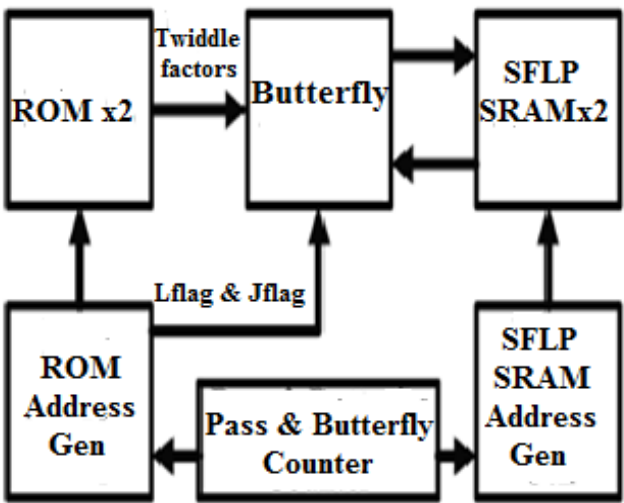 Twiddle
factors
ROM x2
Butterfly
SFLP
SRAMx2
Lflag & Jflag
ROM
Address
Gen
Pass & Butterfly
Counter
SFLP
SRAM
Address
Gen